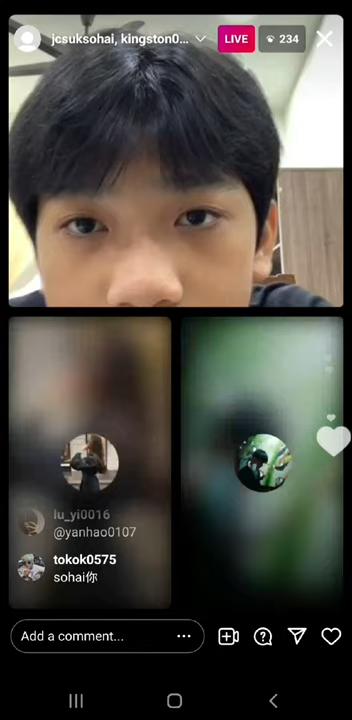 jcsuksohai, kingston0...
LIVE
234
lu_yi0016
@yanhao0107
tokok0575
sohai你
Add a comment...